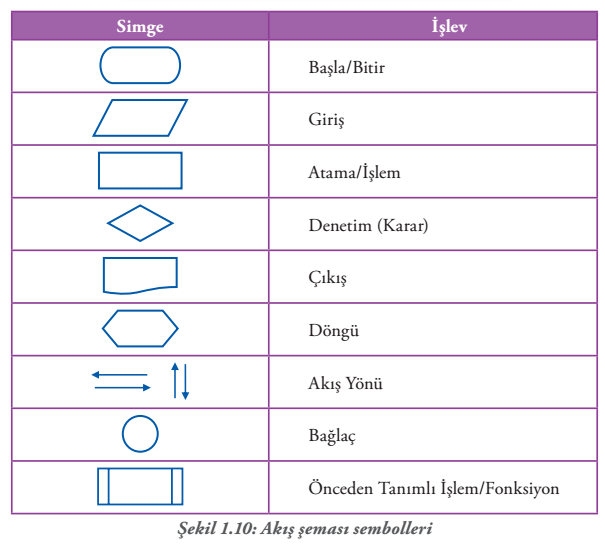 Simge İşlev
Başla/Bitir
Giriş
Atama/İşlem
Denetim (Karar)
Çıkış
Döngü
Akış Yönü
Bağlaç
Önceden Tanımlı İşlem/Fonksiyon
Şekil 1.10: Akış şeması sembolleri